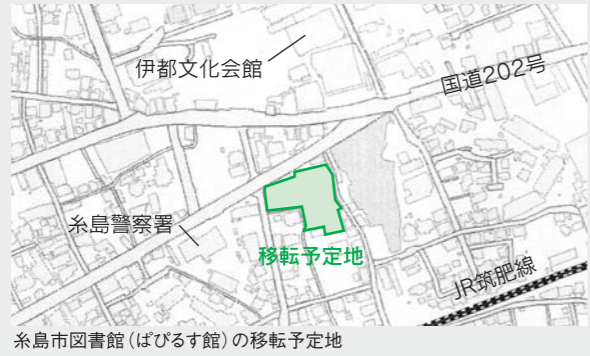 伊都文化会館
国道202号
糸島警察署
移転予定地
JR筑肥線
糸島市図書館(ぱぴるす館)の移転予定地